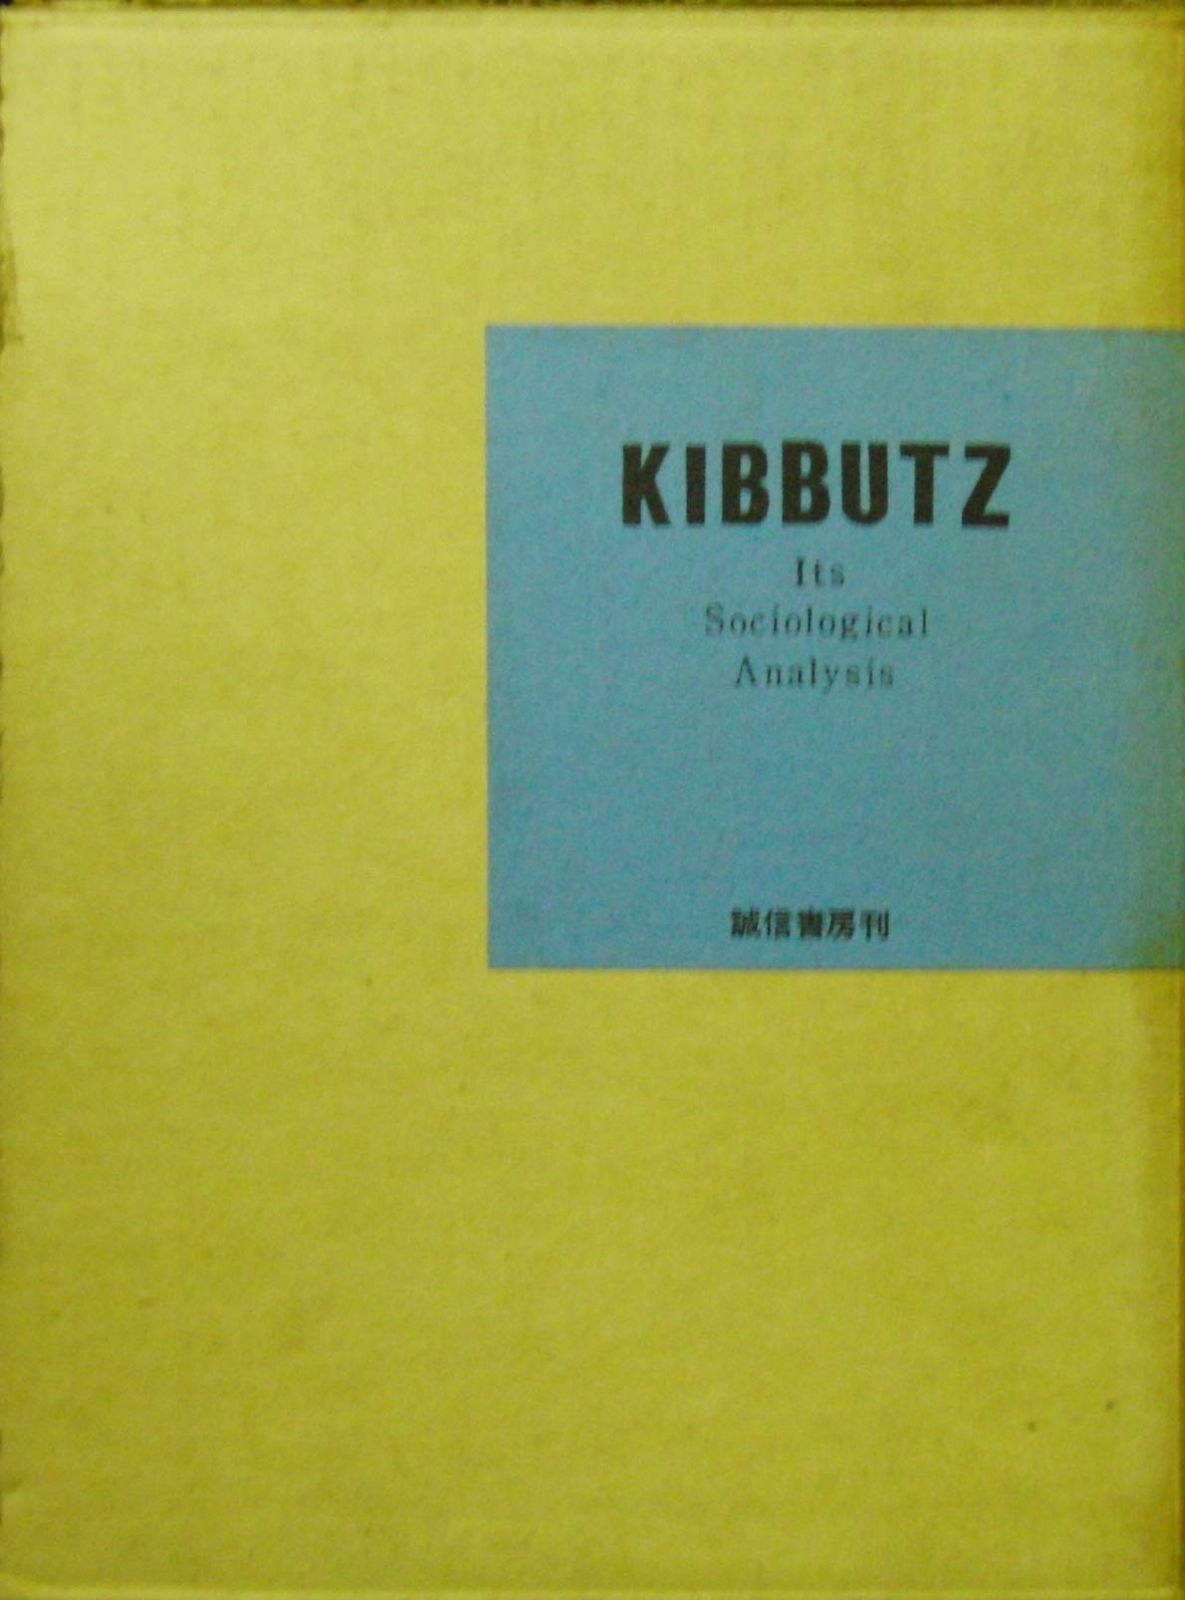 KIBBUTZ
Its
Sociological
Analysis
誠信書房刊